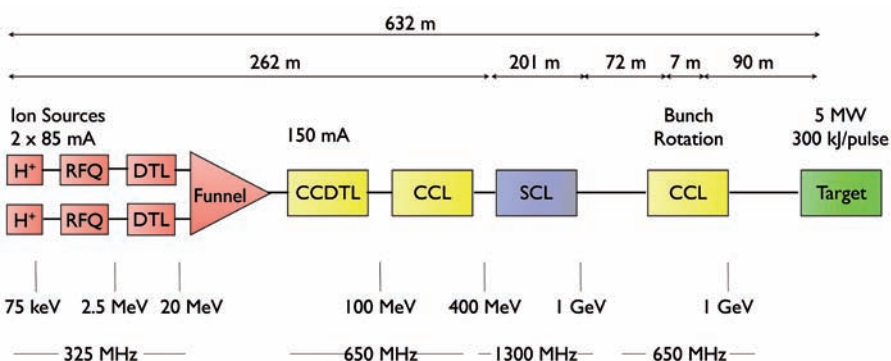 632 m
262 m 201 m 72 m 7 m 90 m
Ion Sources
2 x 85 mA
150 mA
Bunch
Rotation
5 MW
300 kJ/pulse
H+ RFQ DTL
Funnel CCDTL CCL SCL CCL Target
H+ RFQ DTL
75 keV 2.5 MeV 20 MeV 100 MeV 400 MeV 1 GeV 1 GeV
325 MHz 650 MHz 1300 MHz 650 MHz